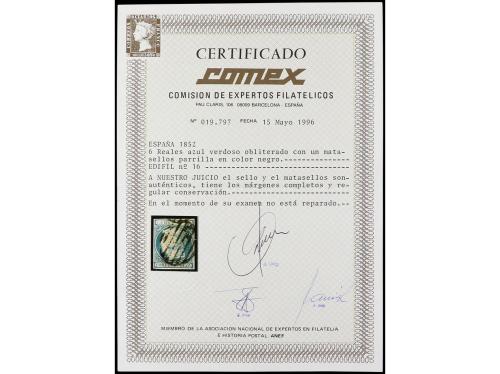 CERTIFICADO
comex
COMISION DE EXPERTOS FILATELICOS
PAU CLARIS, 106 08009 BARCELONA - ESPAÑA
Nº 019.797 FECHA 15 Mayo 1996
ESPAÑA 1852
6 Reales azul verdoso obliterado con un mata-
sellos parrilla en color negro.---------------
EDIFIL nº 16 ---------------------------------
A NUESTRO JUICIO el sello y el matasellos son
auténticos, tiene los márgenes completos y re-
gular conservación.---------------------------
En el momento de su examen no está reparado.--
MIEMBRO DE LA ASOCIACION NACIONAL DE EXPERTOS EN FILATELIA
E HISTORIA POSTAL ANEF